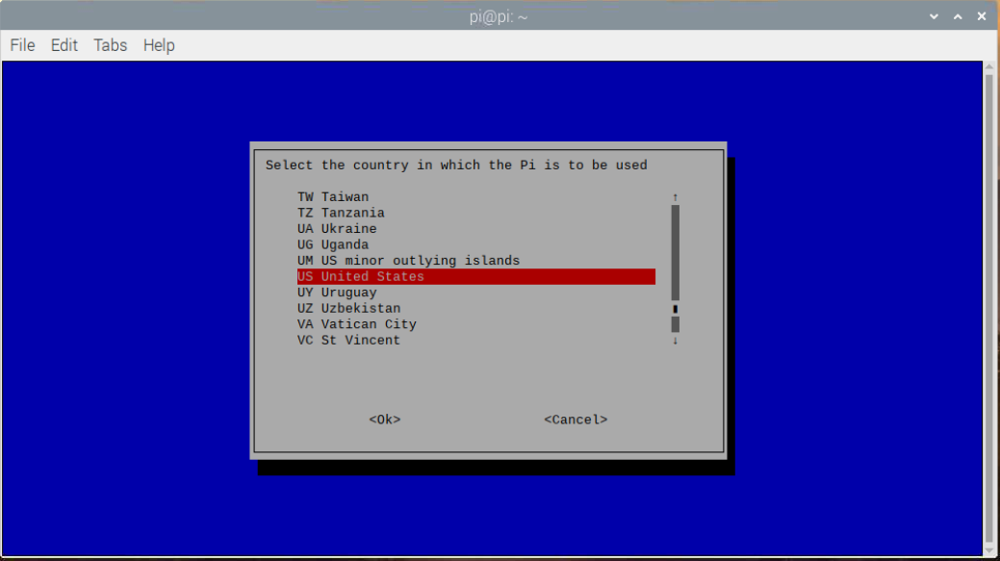 pi@pi: ~
File Edit Tabs Help
Select the country in which the Pi is to be used
TW Taiwan
TZ Tanzania
UA Ukraine
UG Uganda
UM US minor outlying islands
US United States
UY Uruguay
UZ Uzbekistan
VA Vatican City
VC St Vincent
<Ok> <Cancel>